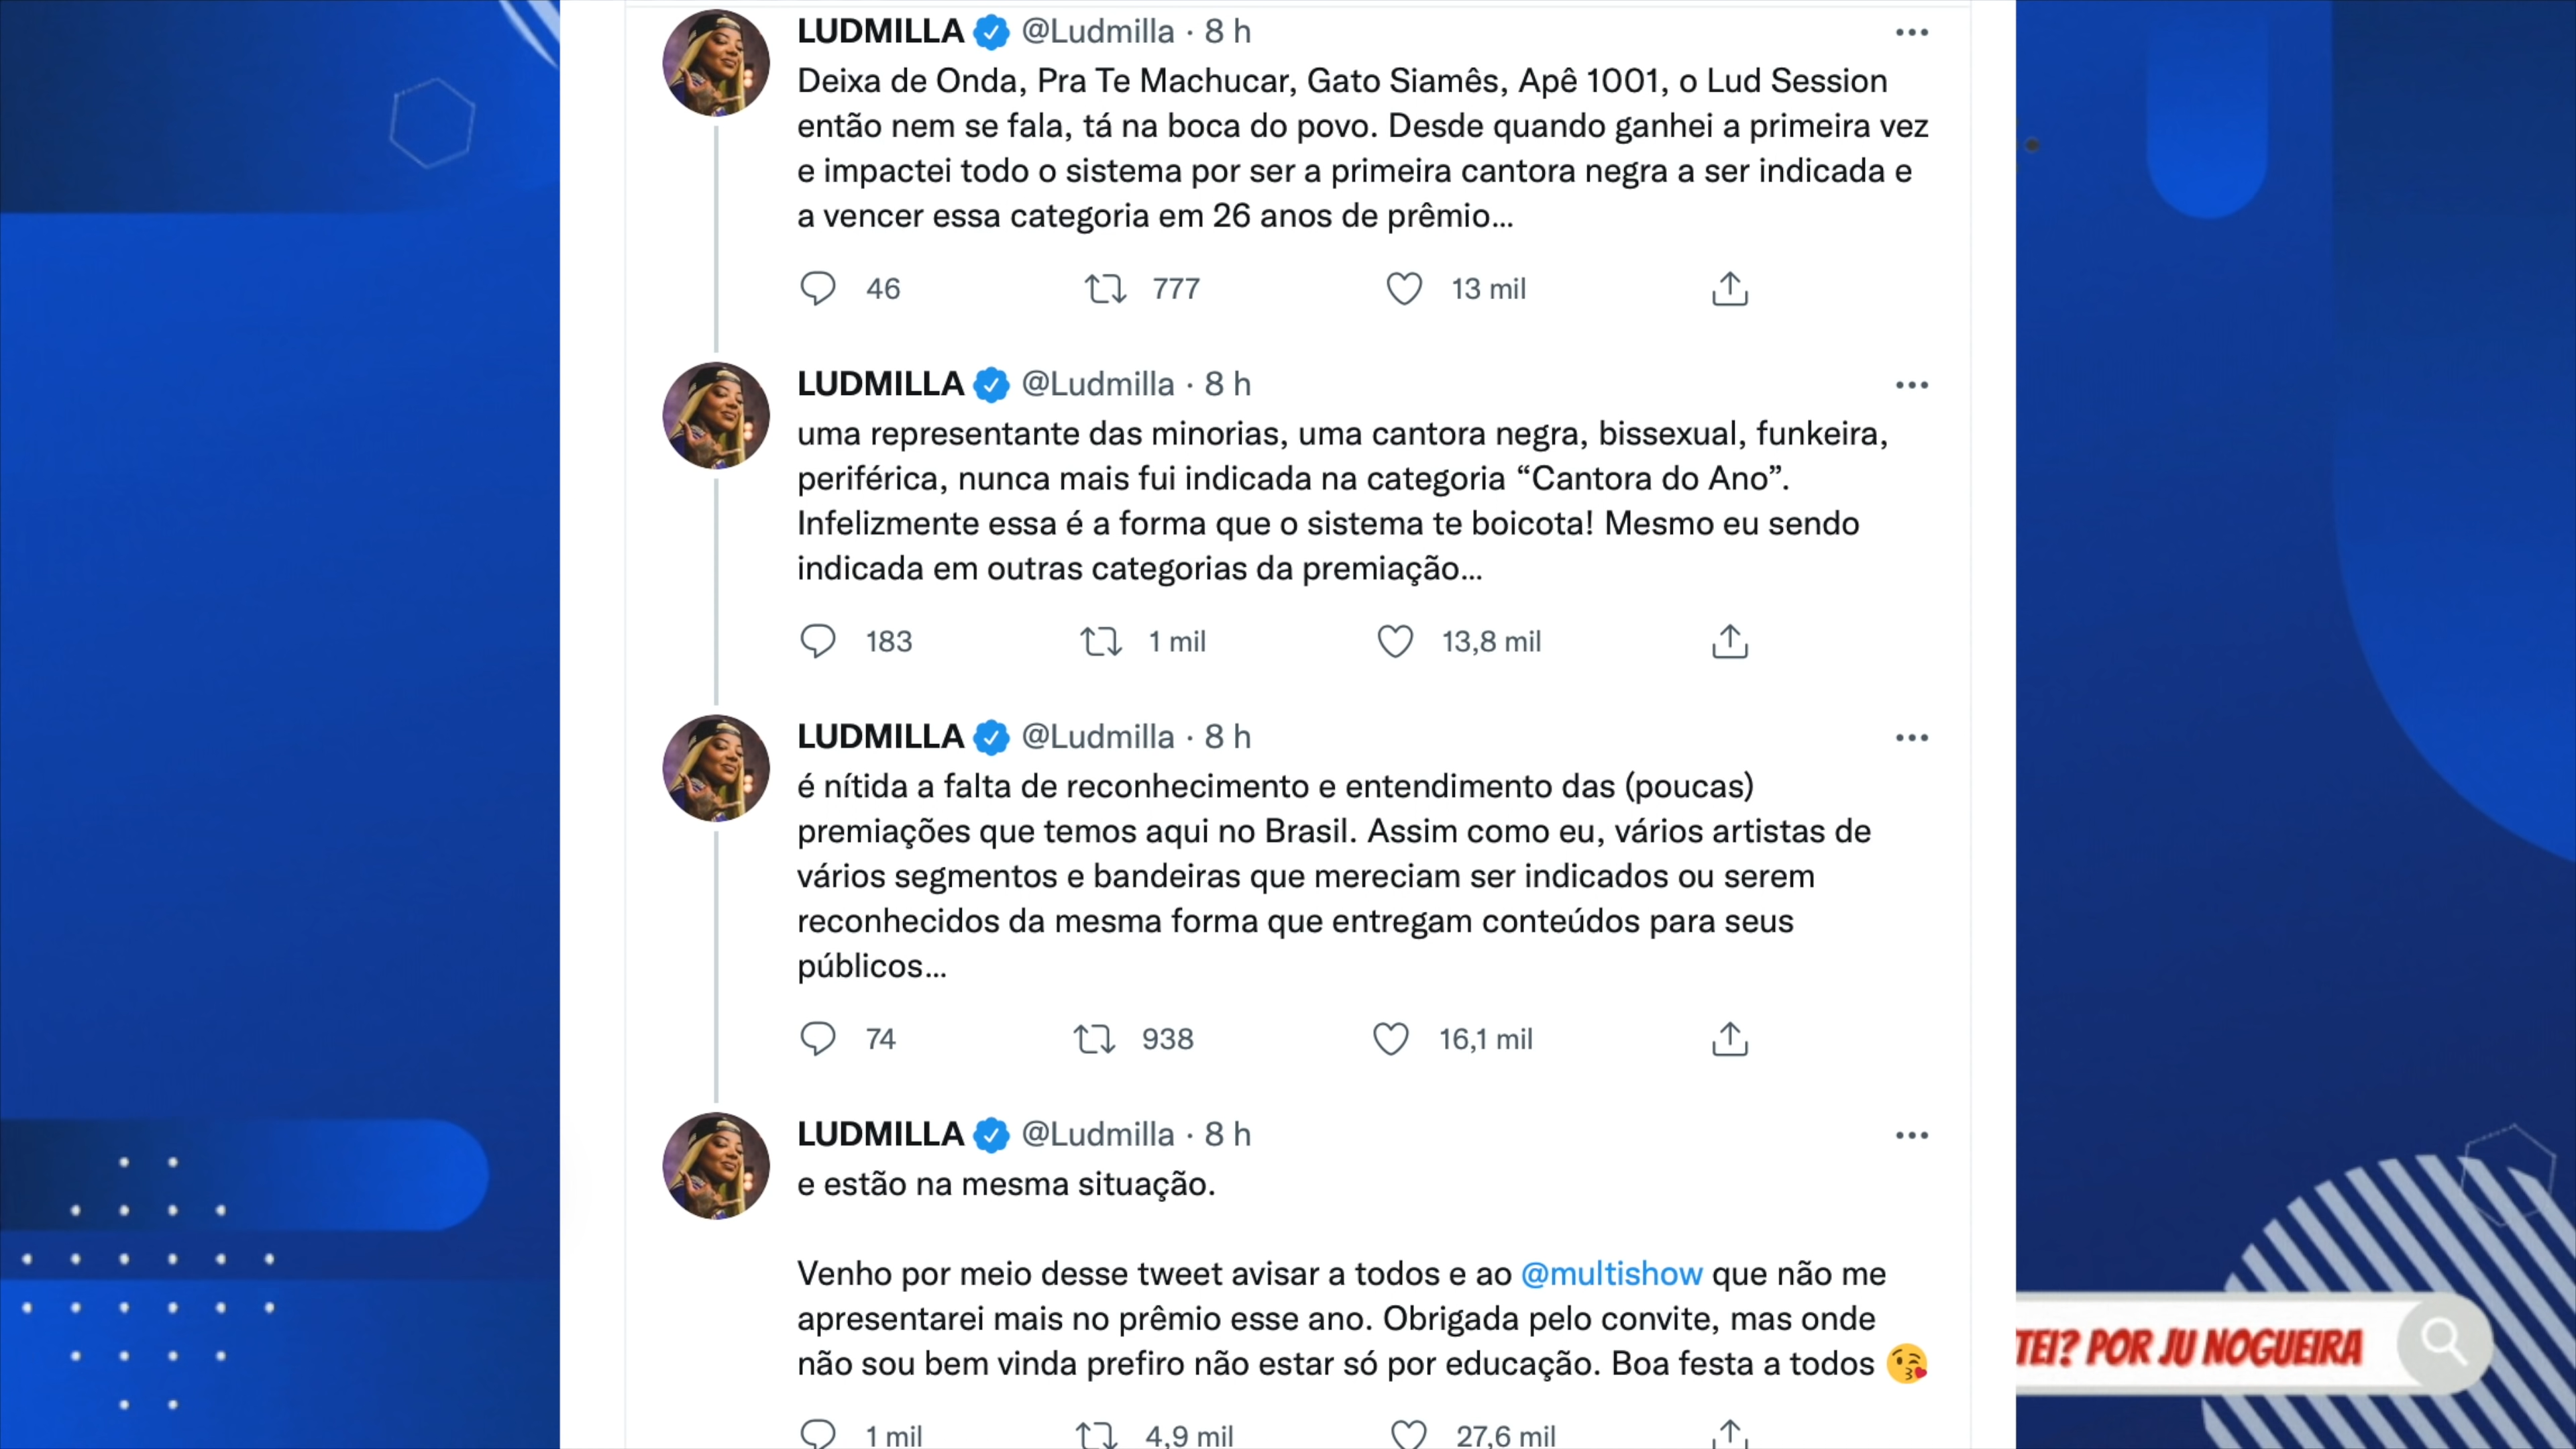 LUDMILLA @Ludmilla · 8 h
Deixa de Onda, Pra Te Machucar, Gato Siamês, Apê 1001, o Lud Session
então nem se fala, tá na boca do povo. Desde quando ganhei a primeira vez
e impactei todo o sistema por ser a primeira cantora negra a ser indicada e
a vencer essa categoria em 26 anos de prêmio...
46 777 13 mil
LUDMILLA @Ludmilla · 8 h
uma representante das minorias, uma cantora negra, bissexual, funkeira,
periférica, nunca mais fui indicada na categoria “Cantora do Ano”.
Infelizmente essa é a forma que o sistema te boicota! Mesmo eu sendo
indicada em outras categorias da premiação...
183 1 mil 13,8 mil
LUDMILLA @Ludmilla · 8 h
é nítida a falta de reconhecimento e entendimento das (poucas)
premiações que temos aqui no Brasil. Assim como eu, vários artistas de
vários segmentos e bandeiras que mereciam ser indicados ou serem
reconhecidos da mesma forma que entregam conteúdos para seus
públicos...
74 938 16,1 mil
LUDMILLA @Ludmilla · 8 h
e estão na mesma situação.
Venho por meio desse tweet avisar a todos e ao @multishow que não me
apresentarei mais no prêmio esse ano. Obrigada pelo convite, mas onde
não sou bem vinda prefiro não estar só por educação. Boa festa a todos 😘
1 mil 4,9 mil 27,6 mil
TEI? POR JU NOGUEIRA